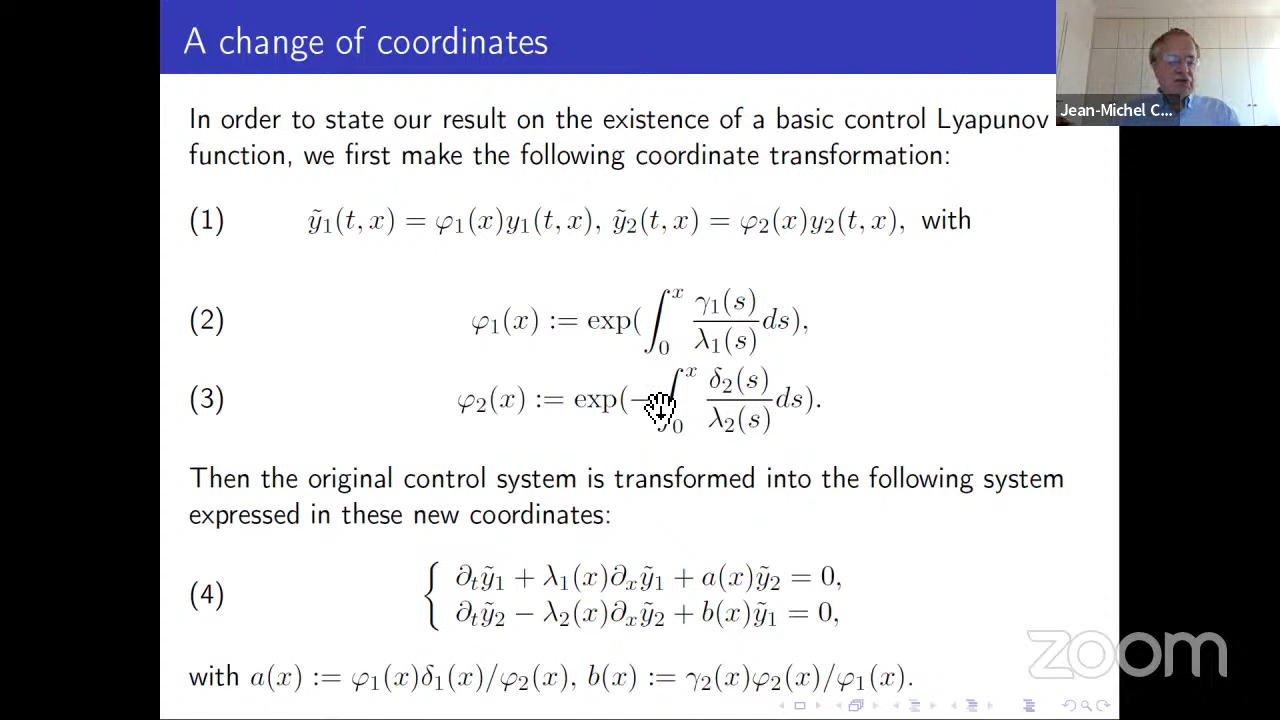 A change of coordinates
Jean-Michel C...
In order to state our result on the existence of a basic control Lyapunov
function, we first make the following coordinate transformation:
(1) ỹ₁(t, x) = φ₁(x)y₁(t, x), ỹ₂(t, x) = φ₂(x)y₂(t, x), with
(2) φ₁(x) := exp(∫₀ˣ γ₁(s)/λ₁(s) ds),
(3) φ₂(x) := exp(−∫₀ˣ δ₂(s)/λ₂(s) ds).
Then the original control system is transformed into the following system
expressed in these new coordinates:
(4) { ∂ₜỹ₁ + λ₁(x)∂ₓỹ₁ + a(x)ỹ₂ = 0,
∂ₜỹ₂ − λ₂(x)∂ₓỹ₂ + b(x)ỹ₁ = 0,
with a(x) := φ₁(x)δ₁(x)/φ₂(x), b(x) := γ₂(x)φ₂(x)/φ₁(x).
zoom